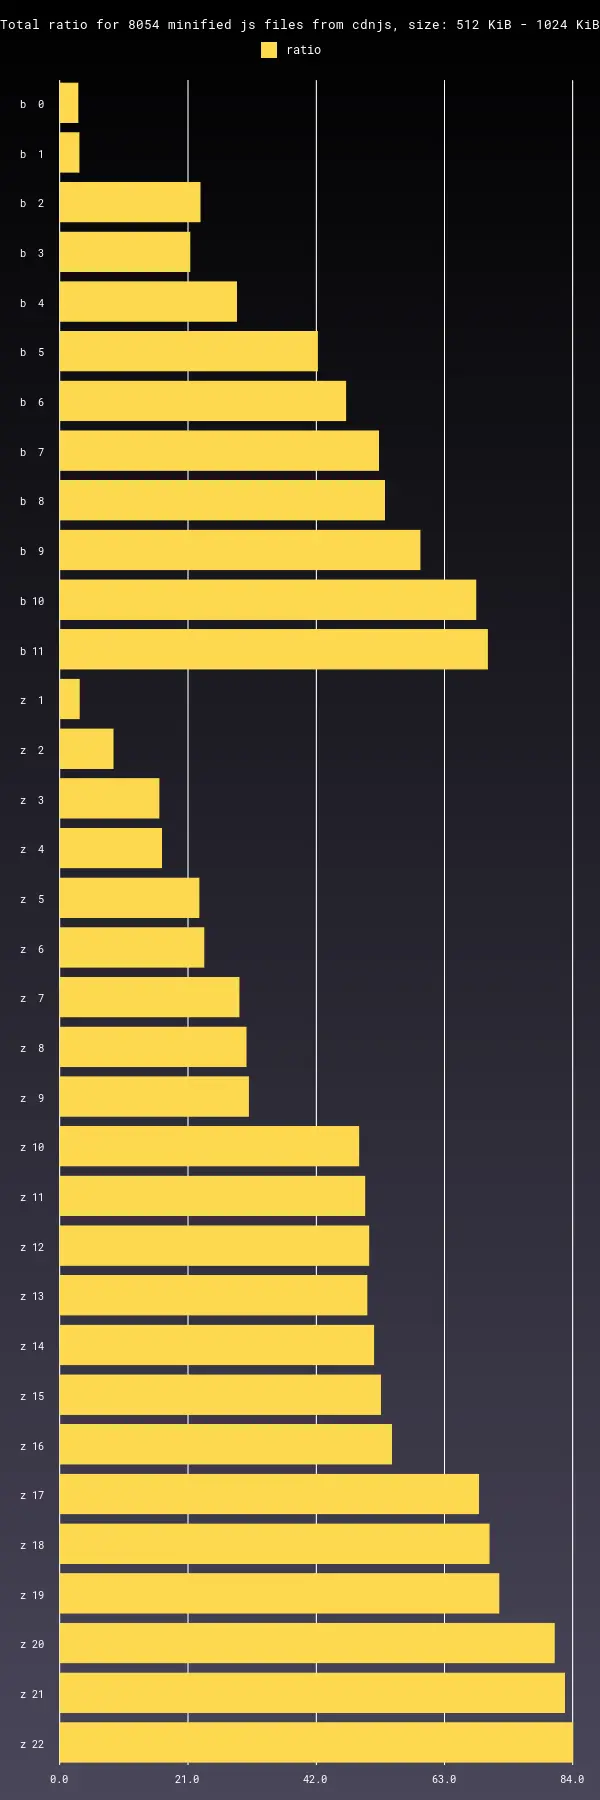 Total ratio for 8054 minified js files from cdnjs, size: 512 KiB - 1024 KiB
ratio
b 0
b 1
b 2
b 3
b 4
b 5
b 6
b 7
b 8
b 9
b 10
b 11
z 1
z 2
z 3
z 4
z 5
z 6
z 7
z 8
z 9
z 10
z 11
z 12
z 13
z 14
z 15
z 16
z 17
z 18
z 19
z 20
z 21
z 22
0.0 21.0 42.0 63.0 84.0